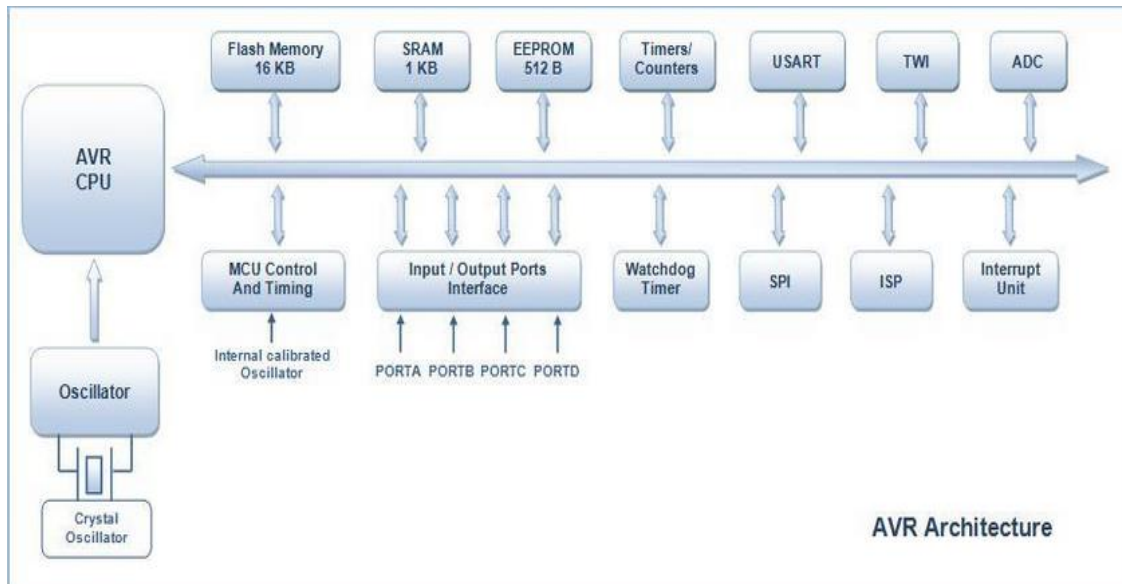 Flash Memory
16 KB
SRAM
1 KB
EEPROM
512 B
Timers/
Counters
USART
TWI
ADC
AVR
CPU
MCU Control
And Timing
Input / Output Ports
Interface
Watchdog
Timer
SPI
ISP
Interrupt
Unit
Internal calibrated
Oscillator
PORTA
PORTB
PORTC
PORTD
Oscillator
Crystal
Oscillator
AVR Architecture